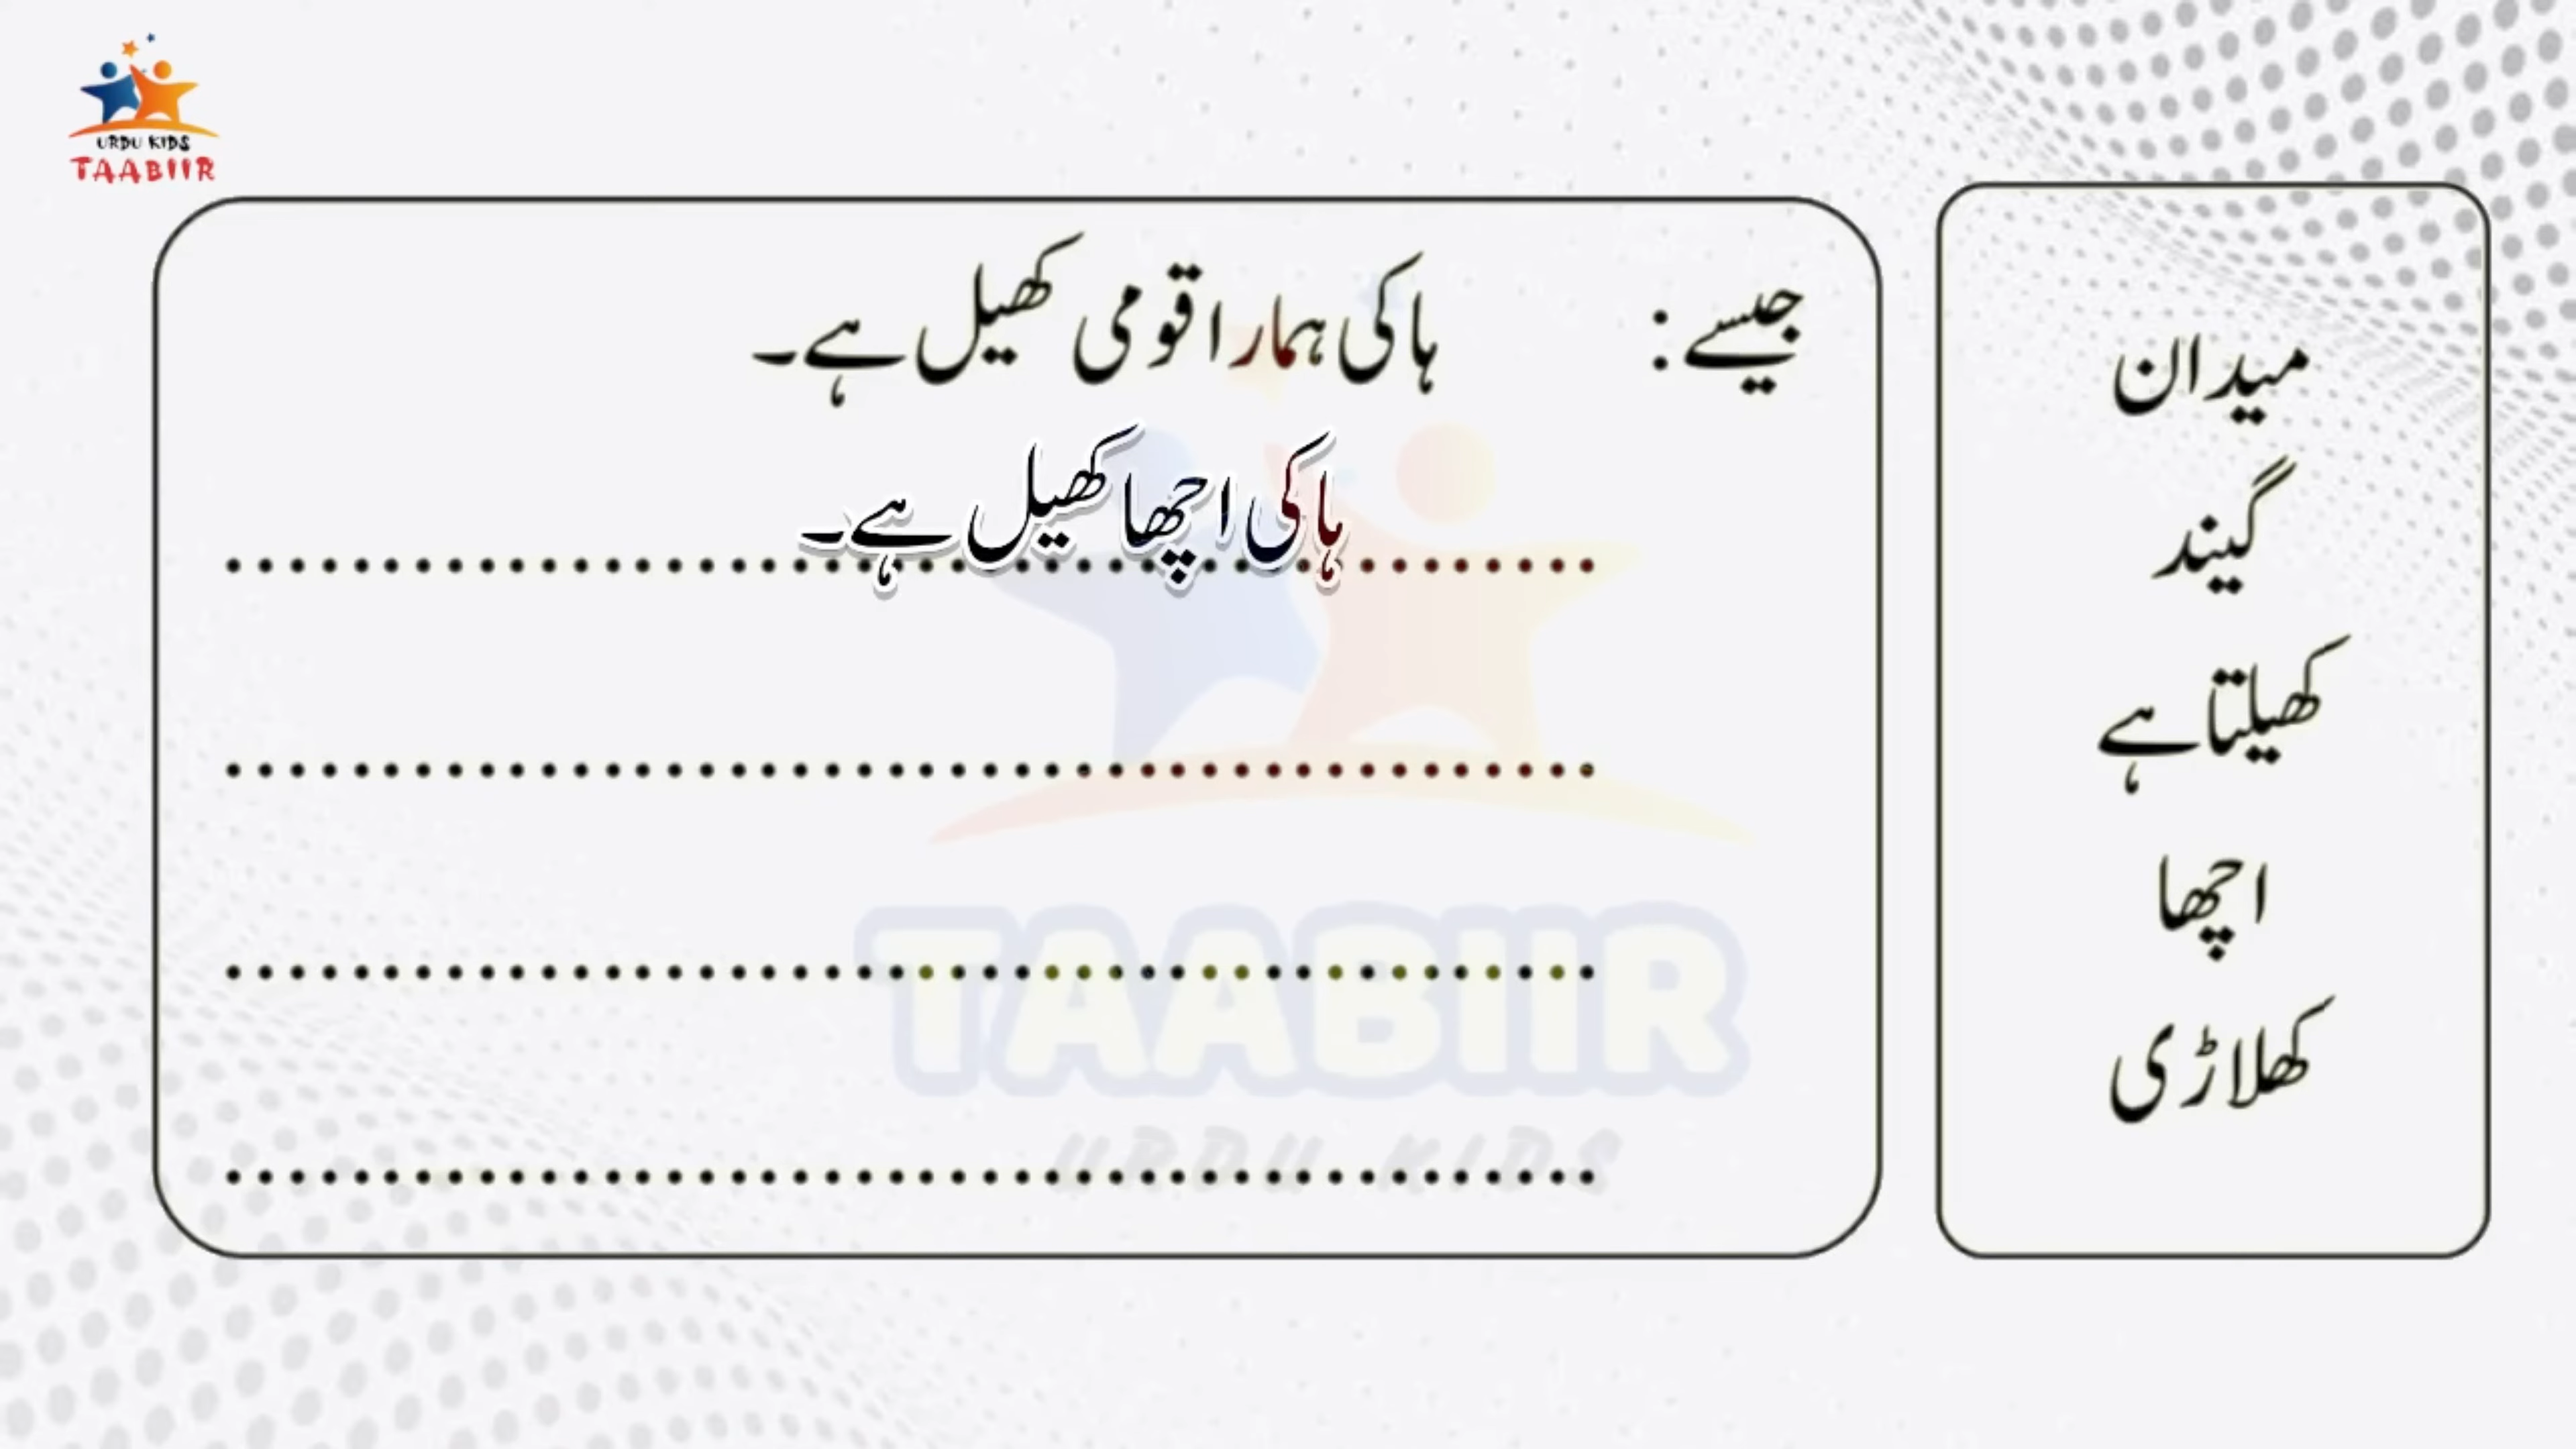 URDU KIDS
TAABIIR
جیسے : ہاکی ہمارا قومی کھیل ہے۔
ہاکی اچھا کھیل ہے۔
میدان
گیند
کھیلتا ہے
اچھا
کھلاڑی
TAABIIR
URDU KIDS